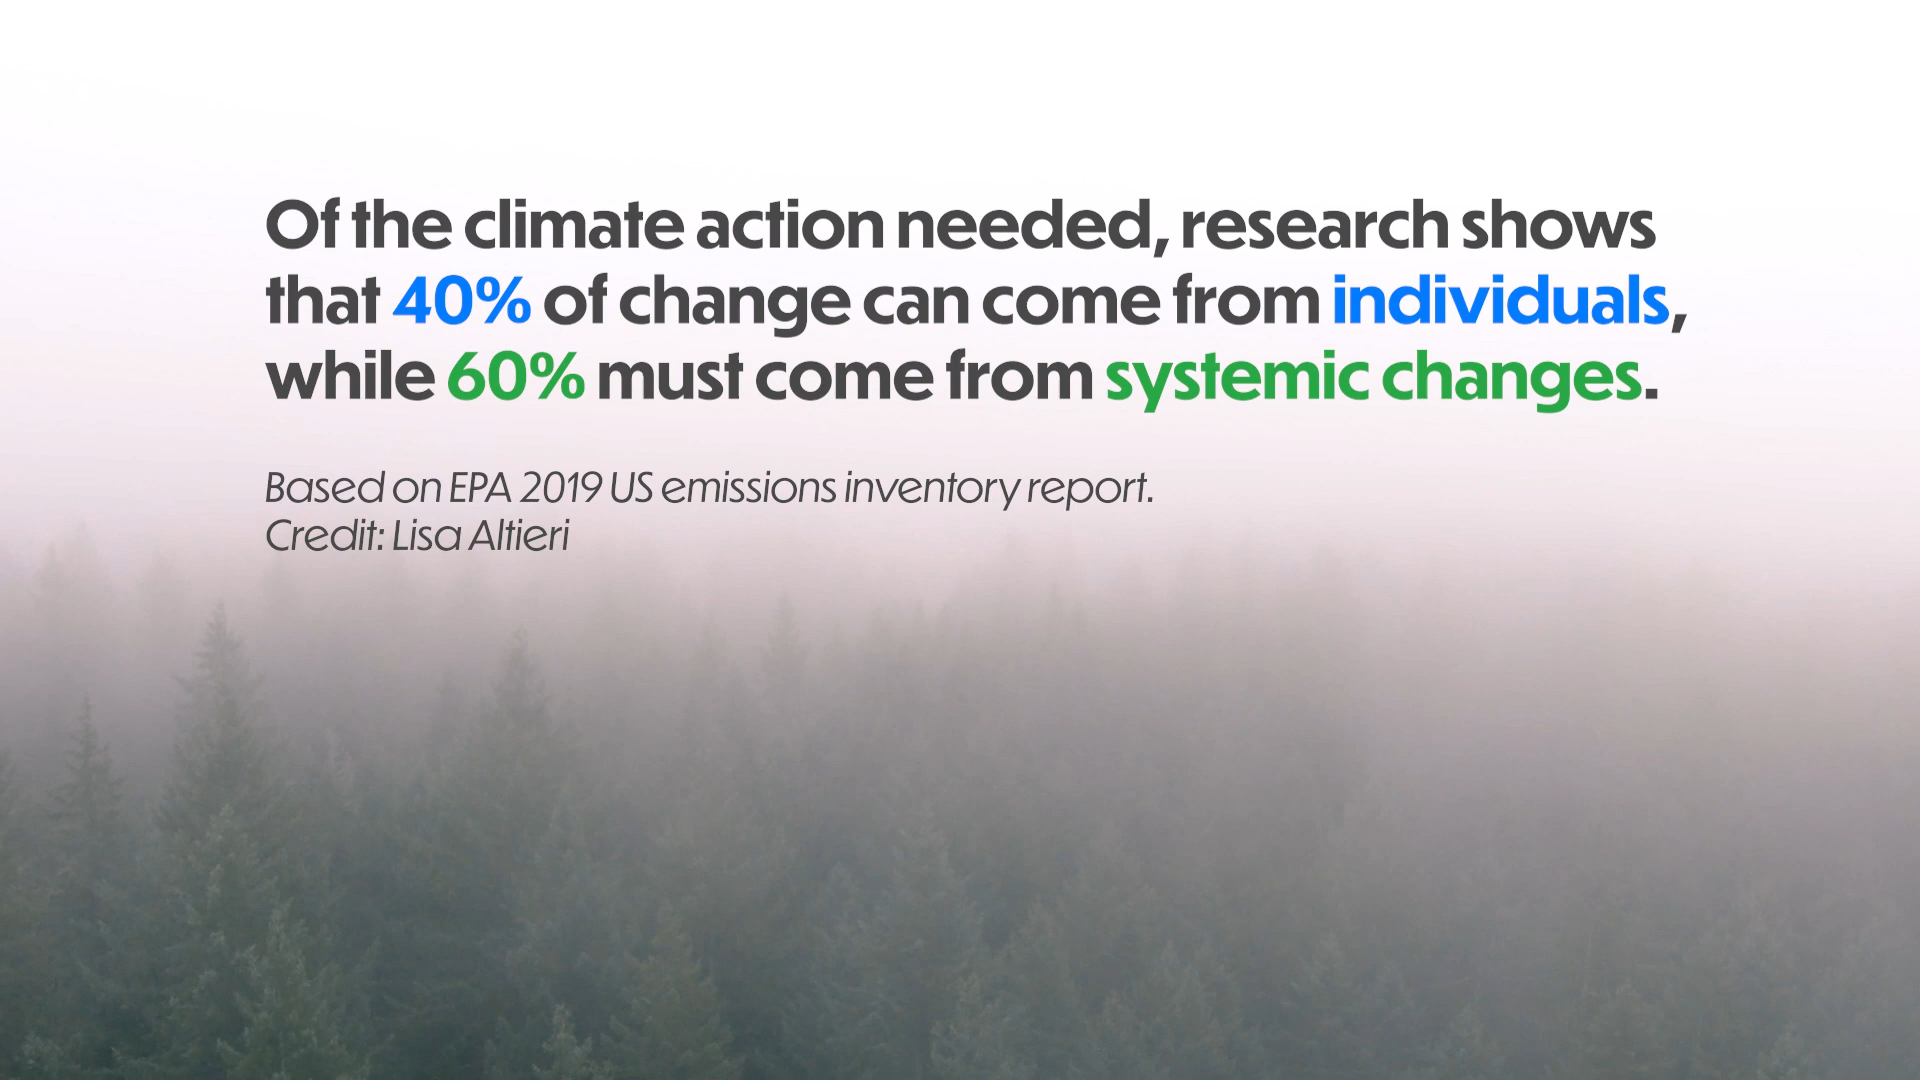 Of the climate action needed, research shows
that 40% of change can come from individuals,
while 60% must come from systemic changes.
Based on EPA 2019 US emissions inventory report.
Credit: Lisa Altieri